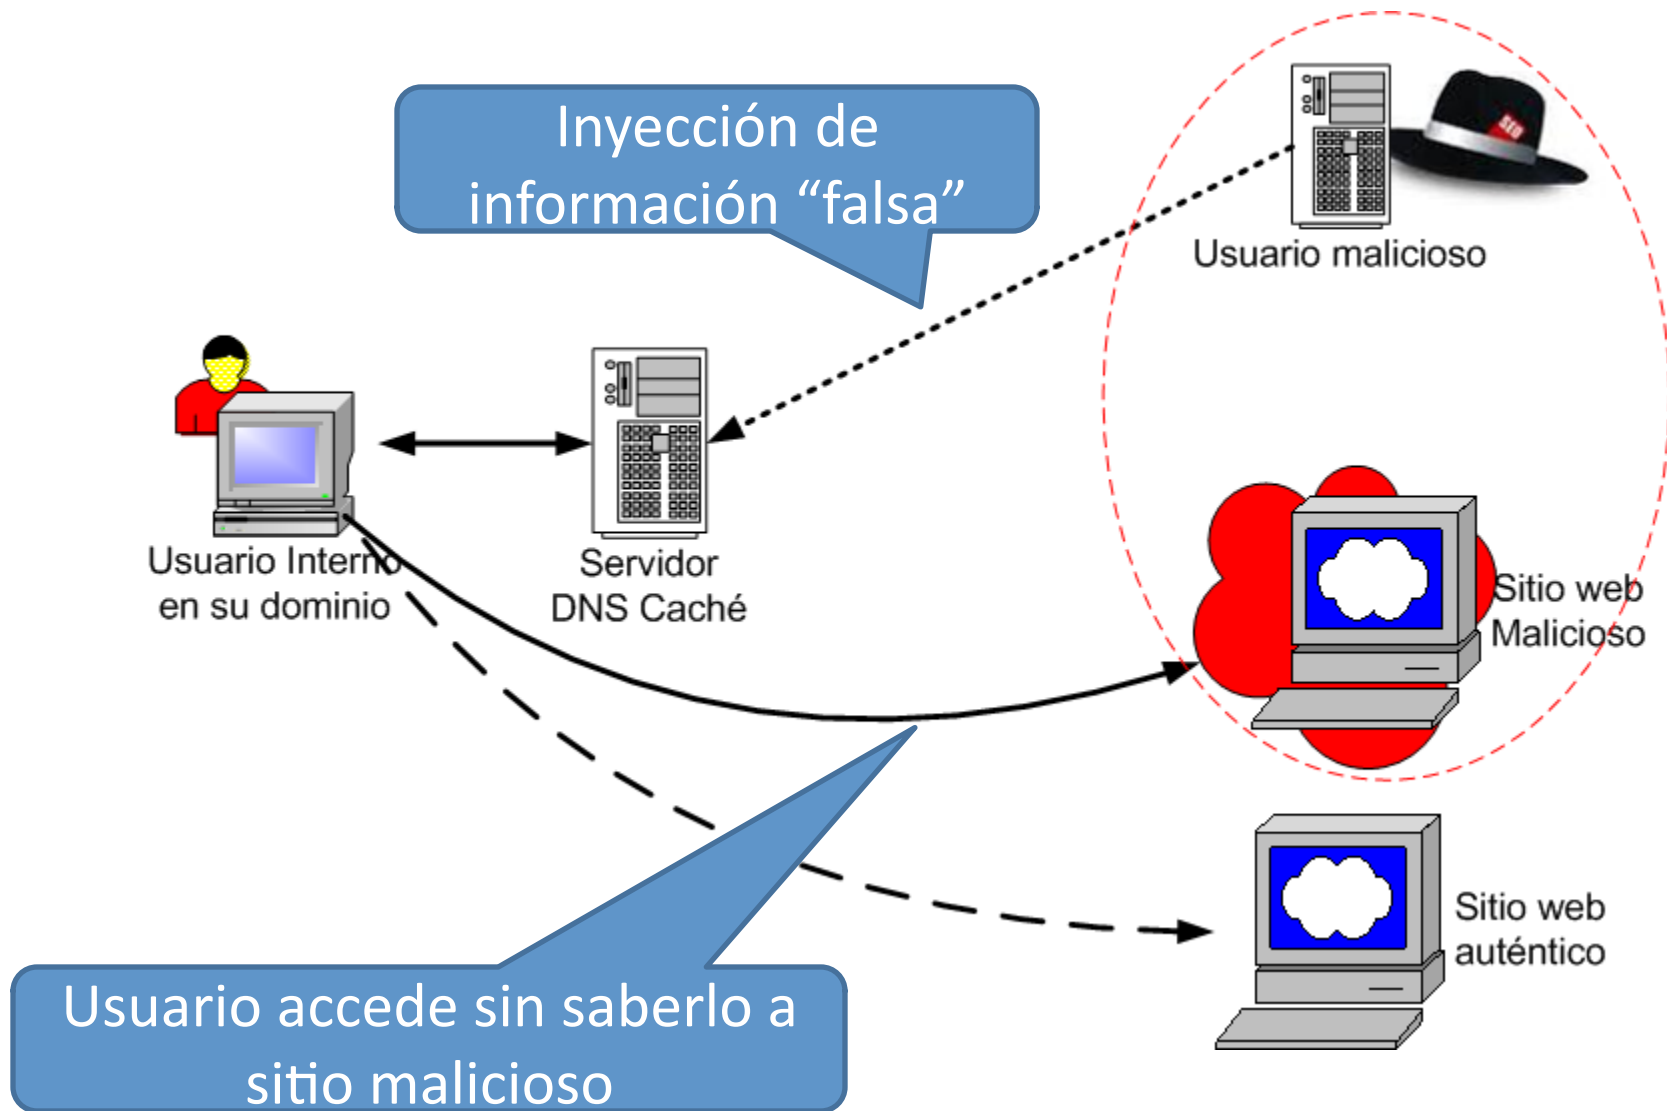 Inyección de
información “falsa”
SEO
Usuario malicioso
Usuario Interno
en su dominio
Servidor
DNS Caché
Sitio web
Malicioso
Sitio web
auténtico
Usuario accede sin saberlo a
sitio malicioso